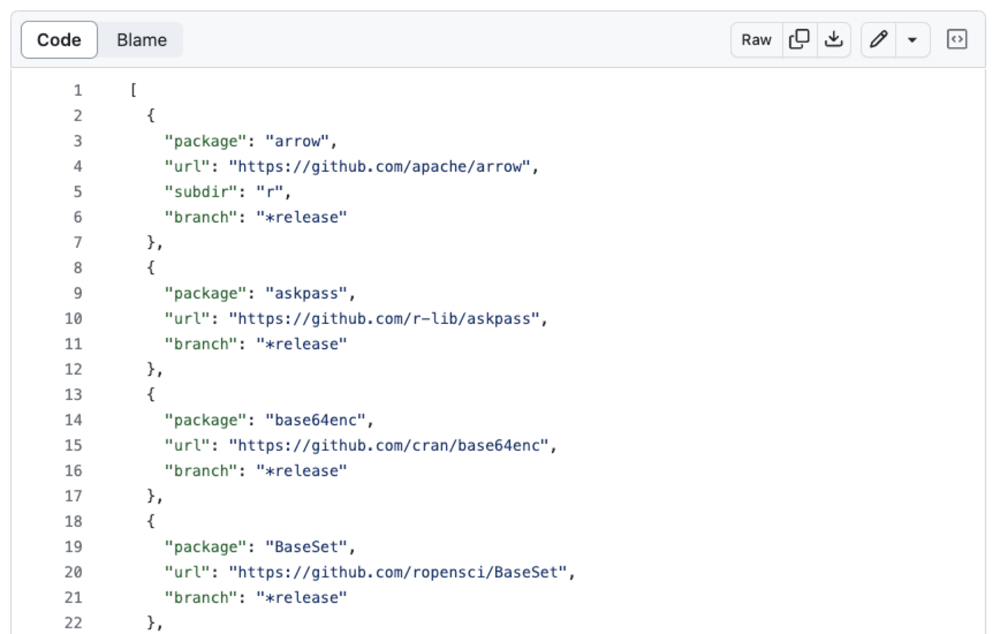 Code Blame Raw
1 [
2 {
3 "package": "arrow",
4 "url": "https://github.com/apache/arrow",
5 "subdir": "r",
6 "branch": "*release"
7 },
8 {
9 "package": "askpass",
10 "url": "https://github.com/r-lib/askpass",
11 "branch": "*release"
12 },
13 {
14 "package": "base64enc",
15 "url": "https://github.com/cran/base64enc",
16 "branch": "*release"
17 },
18 {
19 "package": "BaseSet",
20 "url": "https://github.com/ropensci/BaseSet",
21 "branch": "*release"
22 },